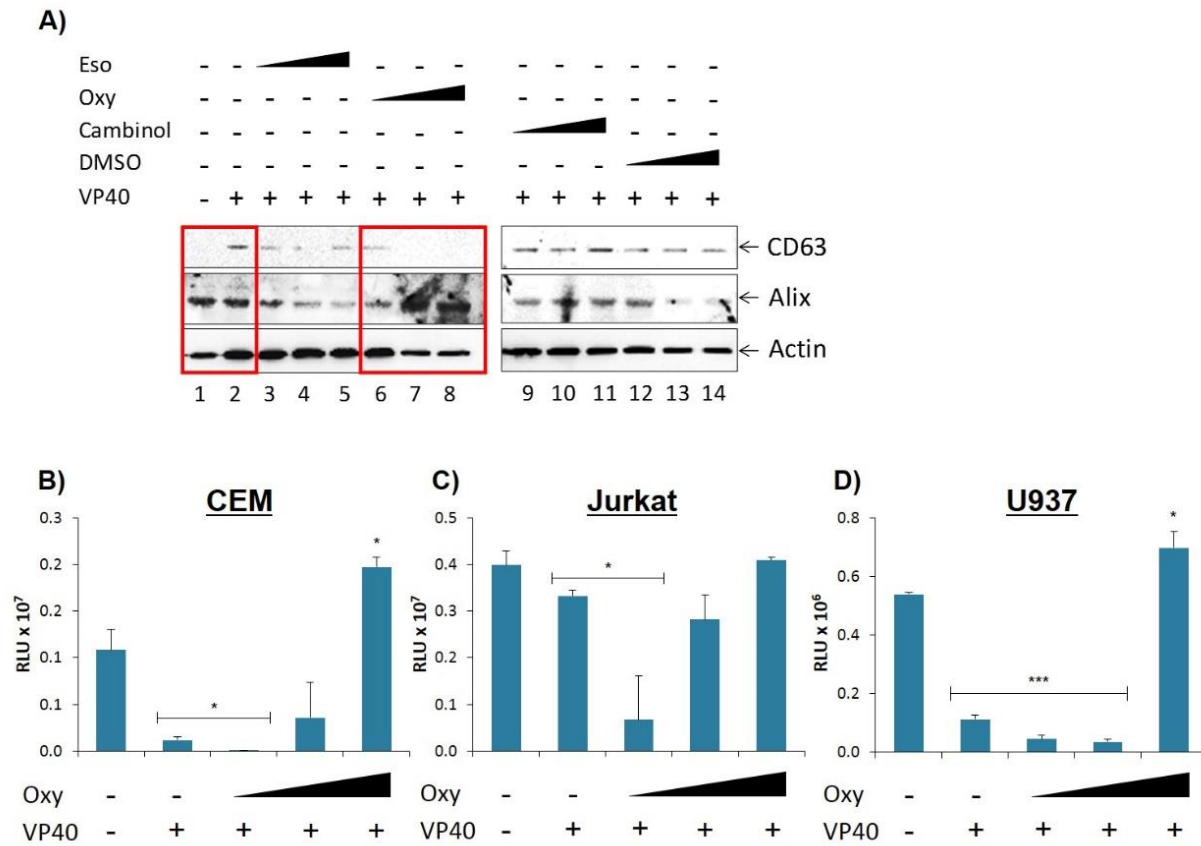 A)
Eso - - - - - - - - - - - -
Oxy - - - - - - - - - - -
Cambinol - - - - - - - - - - - -
DMSO - - - - - - - - - - -
VP40 - + + + + + + + + + + + + +
← CD63
← Alix
← Actin
1 2 3 4 5 6 7 8 9 10 11 12 13 14
B)
CEM
0.3
0.2
0.2
0.1
0.1
0.0
RLU x 10⁷
*
*
Oxy - -
VP40 - + + + +
C)
Jurkat
0.5
0.4
0.3
0.2
0.1
0.0
RLU x 10⁷
*
Oxy - -
VP40 - + + + +
D)
U937
0.8
0.6
0.4
0.2
0.0
RLU x 10⁶
***
*
Oxy - -
VP40 - + + + +